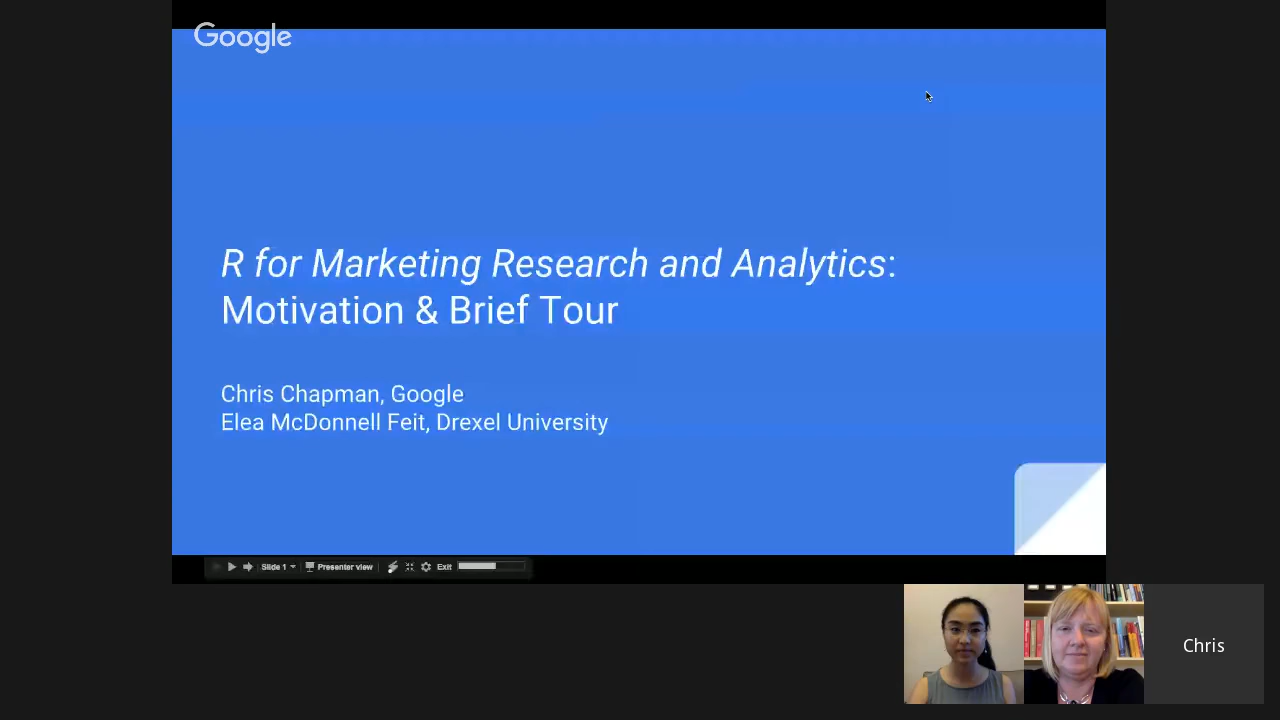 Google
R for Marketing Research and Analytics:
Motivation & Brief Tour
Chris Chapman, Google
Elea McDonnell Feit, Drexel University
Slide 1
Presenter view
Exit
Chris